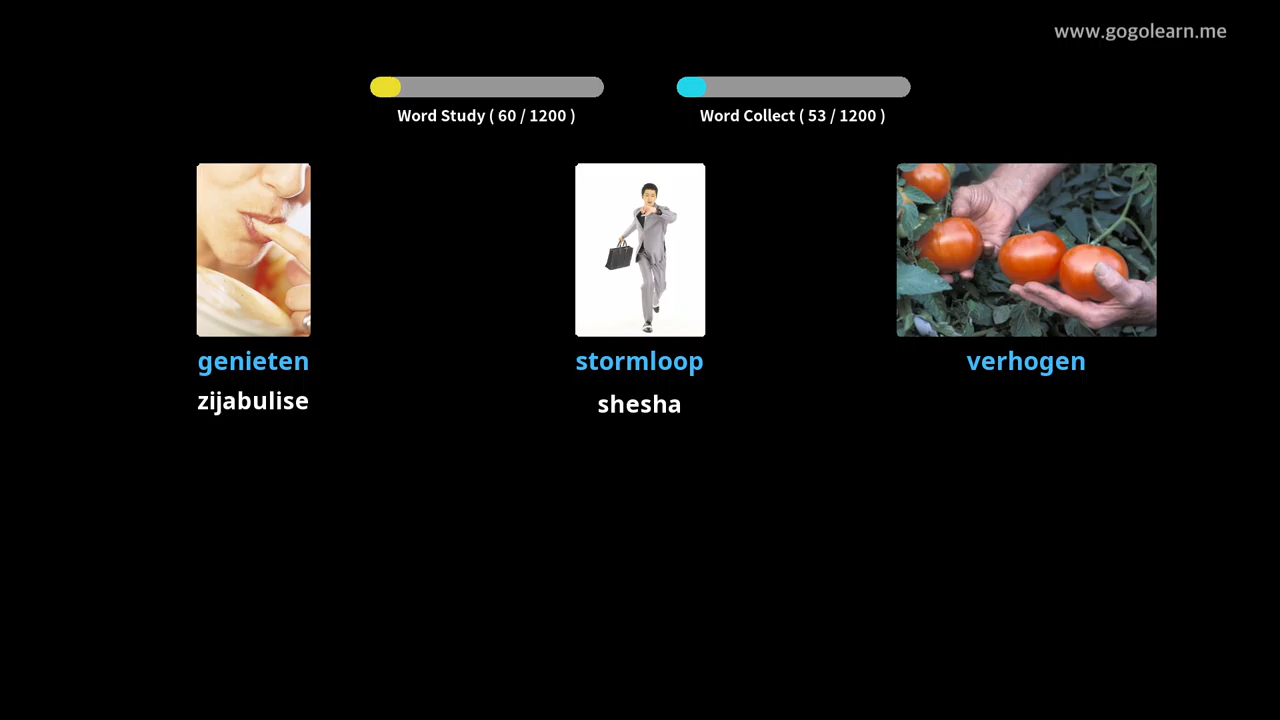 www.gogolearn.me
Word Study ( 60 / 1200 )
Word Collect ( 53 / 1200 )
genieten
stormloop
verhogen
zijabulise
shesha